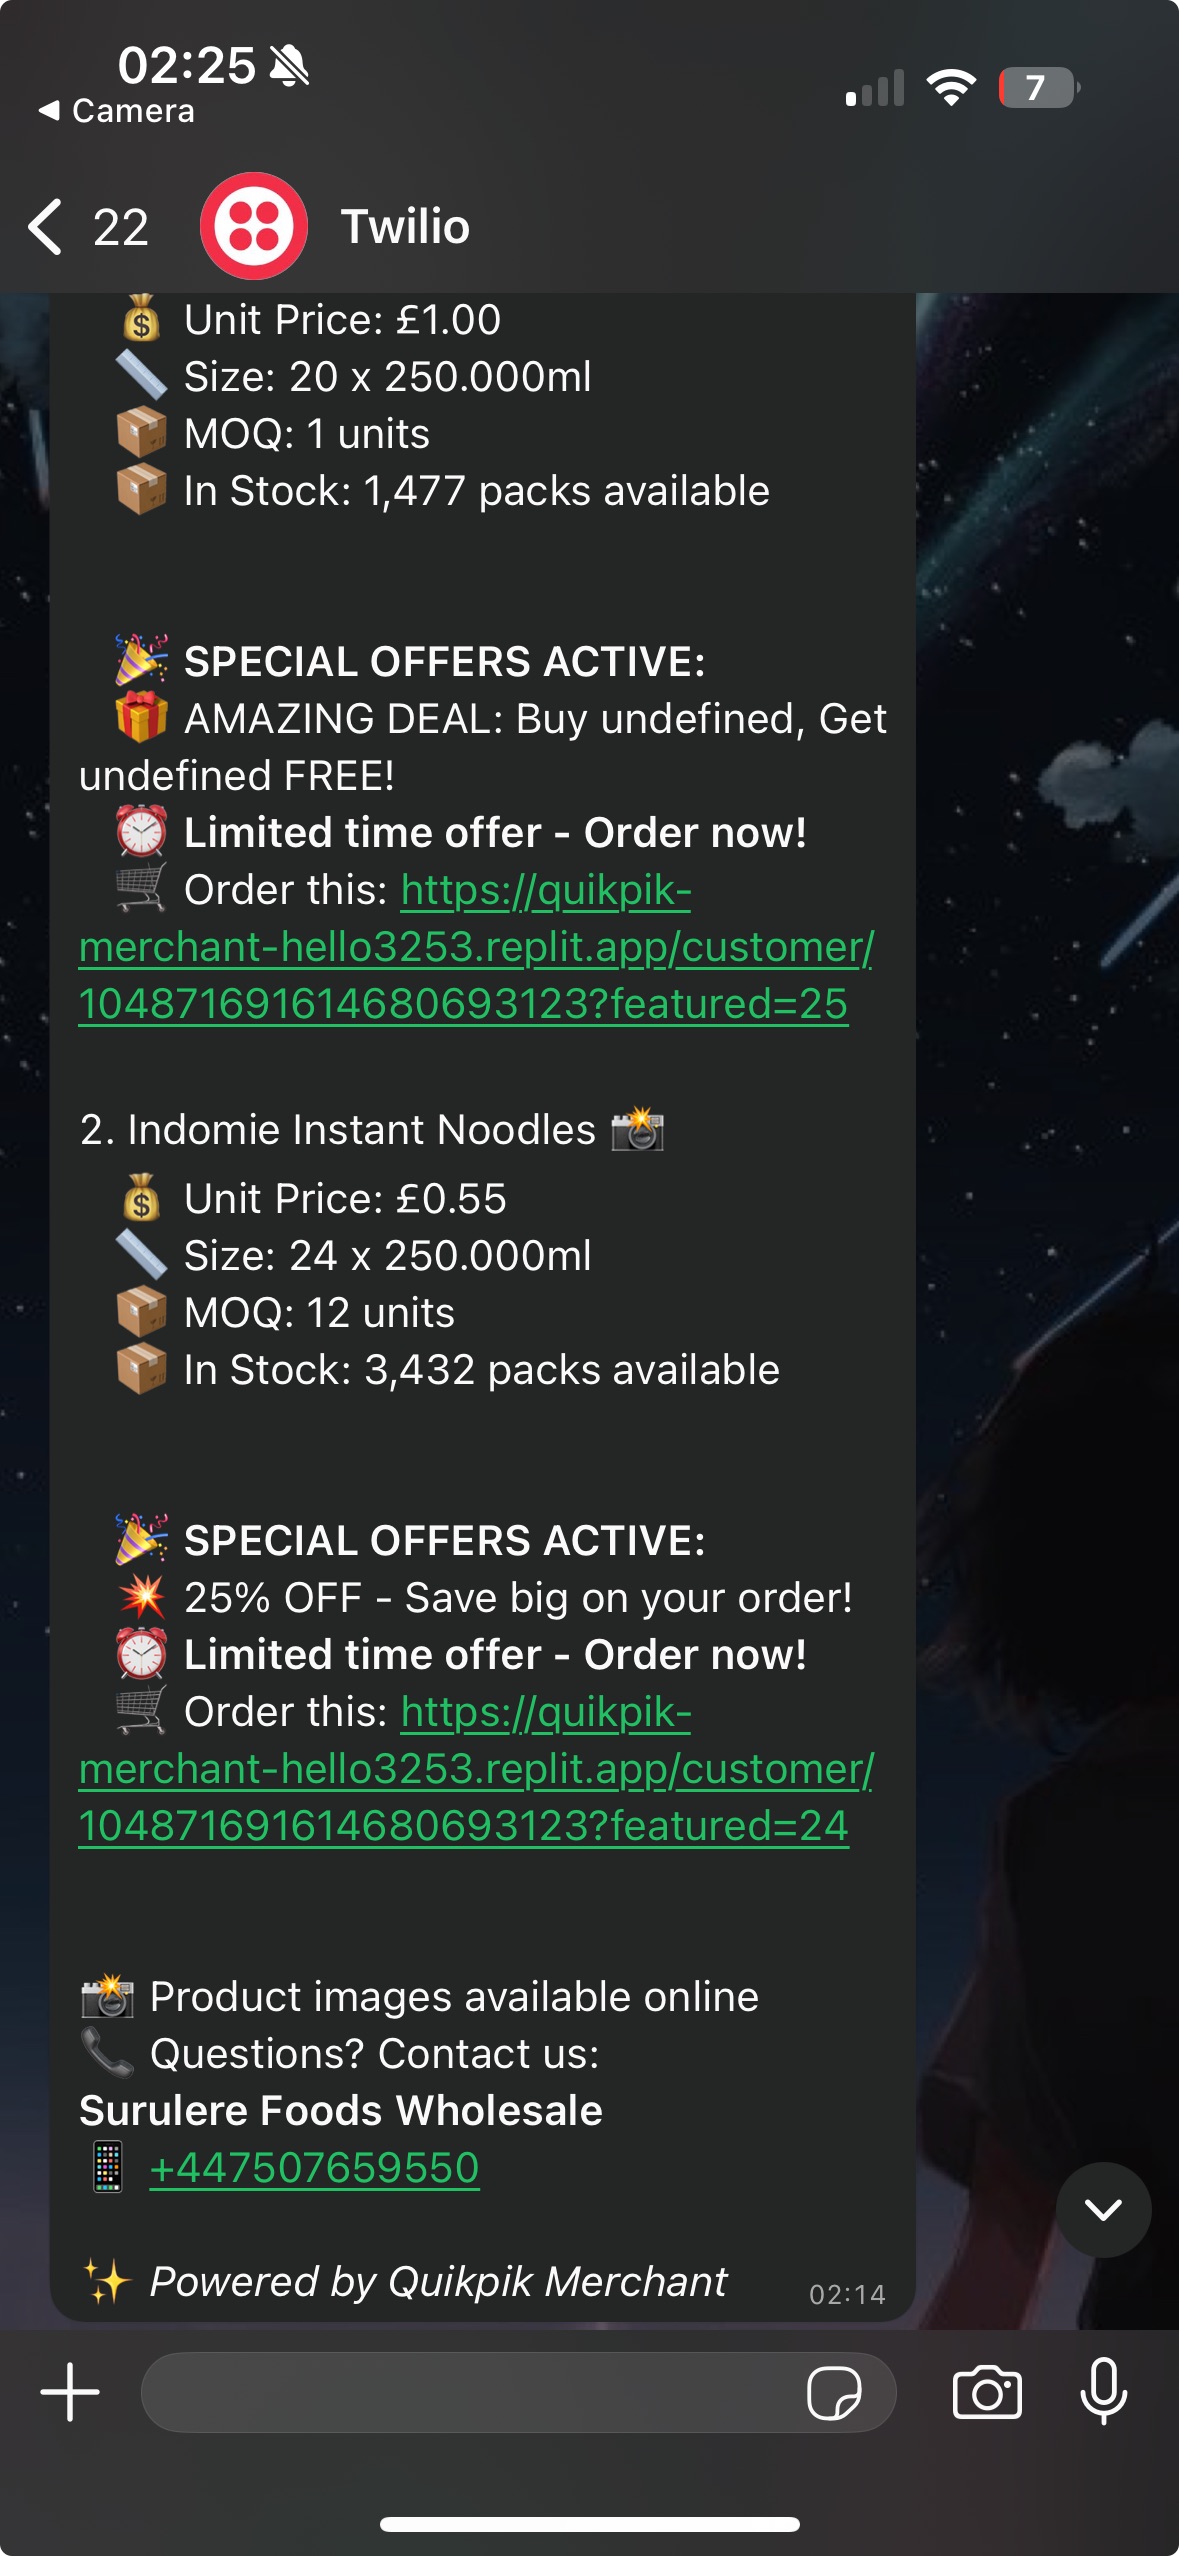 02:25
◀ Camera
7
22
Twilio
💰 Unit Price: £1.00
📏 Size: 20 x 250.000ml
📦 MOQ: 1 units
📦 In Stock: 1,477 packs available
🎉 SPECIAL OFFERS ACTIVE:
🎁 AMAZING DEAL: Buy undefined, Get
undefined FREE!
⏰ Limited time offer - Order now!
🛒 Order this: https://quikpik-
merchant-hello3253.replit.app/customer/
104871691614680693123?featured=25
2. Indomie Instant Noodles 📸
💰 Unit Price: £0.55
📏 Size: 24 x 250.000ml
📦 MOQ: 12 units
📦 In Stock: 3,432 packs available
🎉 SPECIAL OFFERS ACTIVE:
💥 25% OFF - Save big on your order!
⏰ Limited time offer - Order now!
🛒 Order this: https://quikpik-
merchant-hello3253.replit.app/customer/
104871691614680693123?featured=24
📸 Product images available online
📞 Questions? Contact us:
Surulere Foods Wholesale
📱 +447507659550
✨ Powered by Quikpik Merchant
02:14